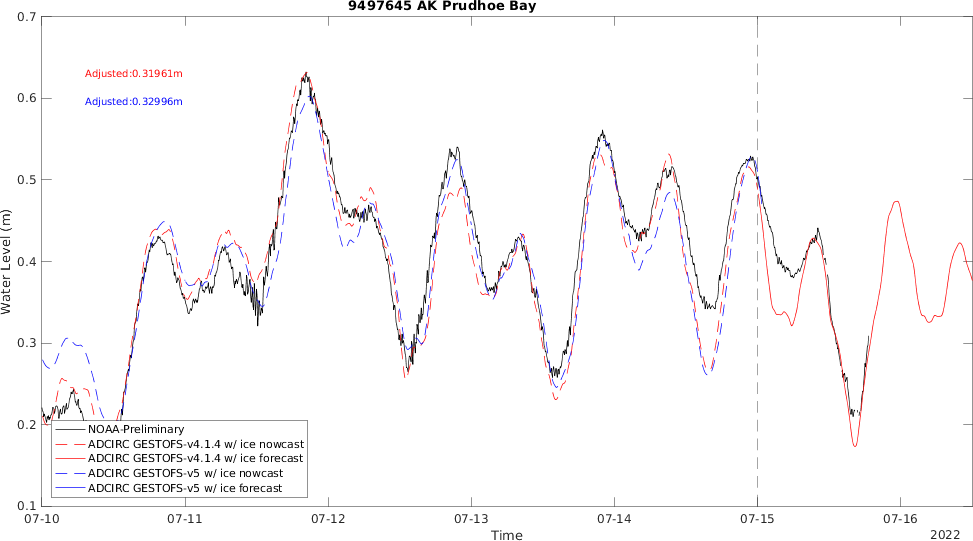 9497645 AK Prudhoe Bay
0.7
0.6
0.5
0.4
0.3
0.2
0.1
Water Level (m)
Adjusted:0.31961m
Adjusted:0.32996m
NOAA-Preliminary
ADCIRC GESTOFS-v4.1.4 w/ ice nowcast
ADCIRC GESTOFS-v4.1.4 w/ ice forecast
ADCIRC GESTOFS-v5 w/ ice nowcast
ADCIRC GESTOFS-v5 w/ ice forecast
07-10 07-11 07-12 07-13 07-14 07-15 07-16
Time
2022